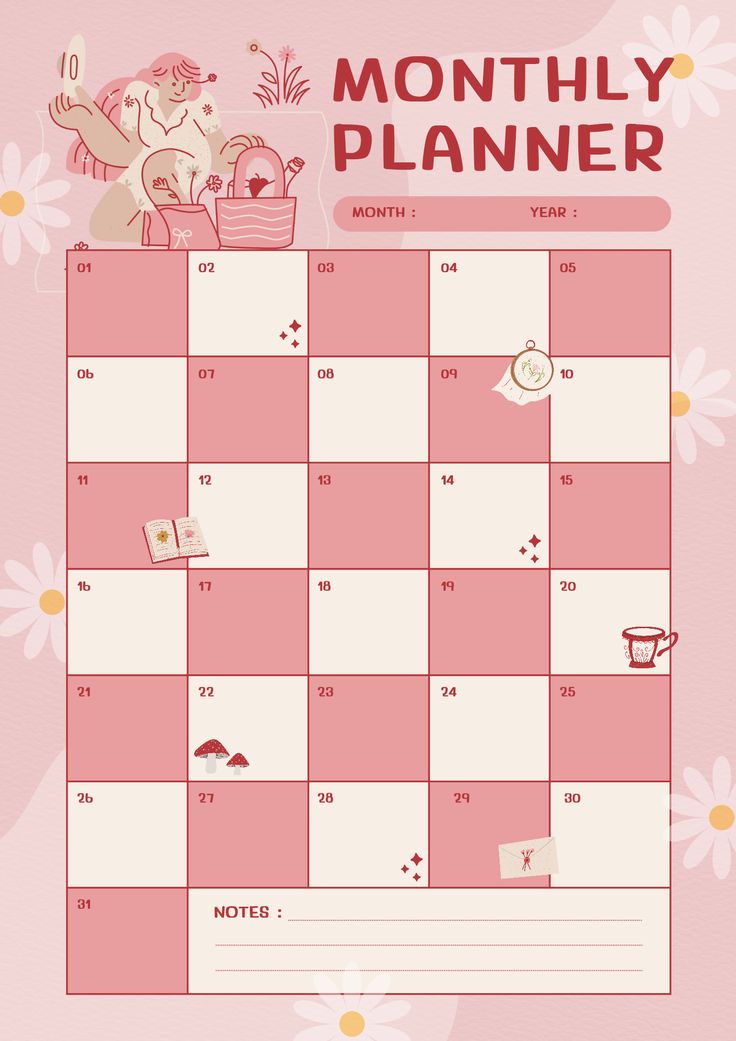 MONTHLY
PLANNER
MONTH : YEAR :
01 02 03 04 05
06 07 08 09 10
11 12 13 14 15
16 17 18 19 20
21 22 23 24 25
26 27 28 29 30
31 NOTES :